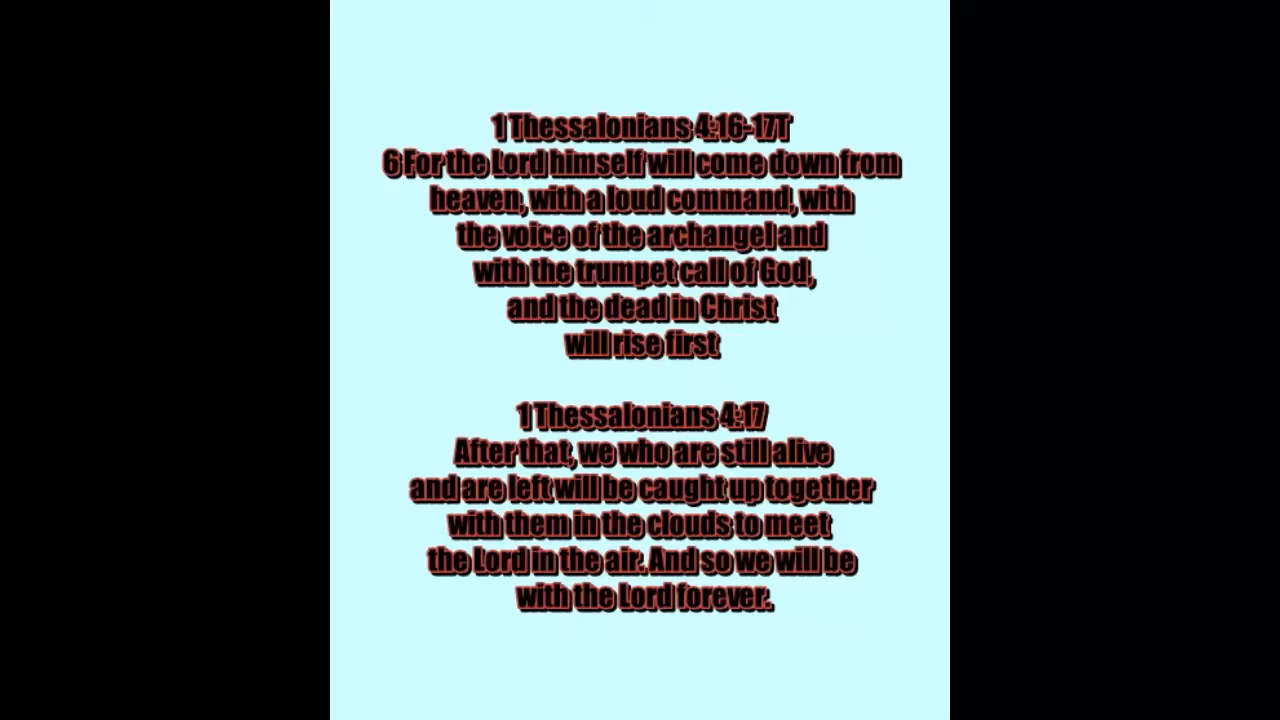 1 Thessalonians 4:16-17T
6 For the Lord himself will come down from
heaven, with a loud command, with
the voice of the archangel and
with the trumpet call of God,
and the dead in Christ
will rise first
1 Thessalonians 4:17
After that, we who are still alive
and are left will be caught up together
with them in the clouds to meet
the Lord in the air. And so we will be
with the Lord forever.